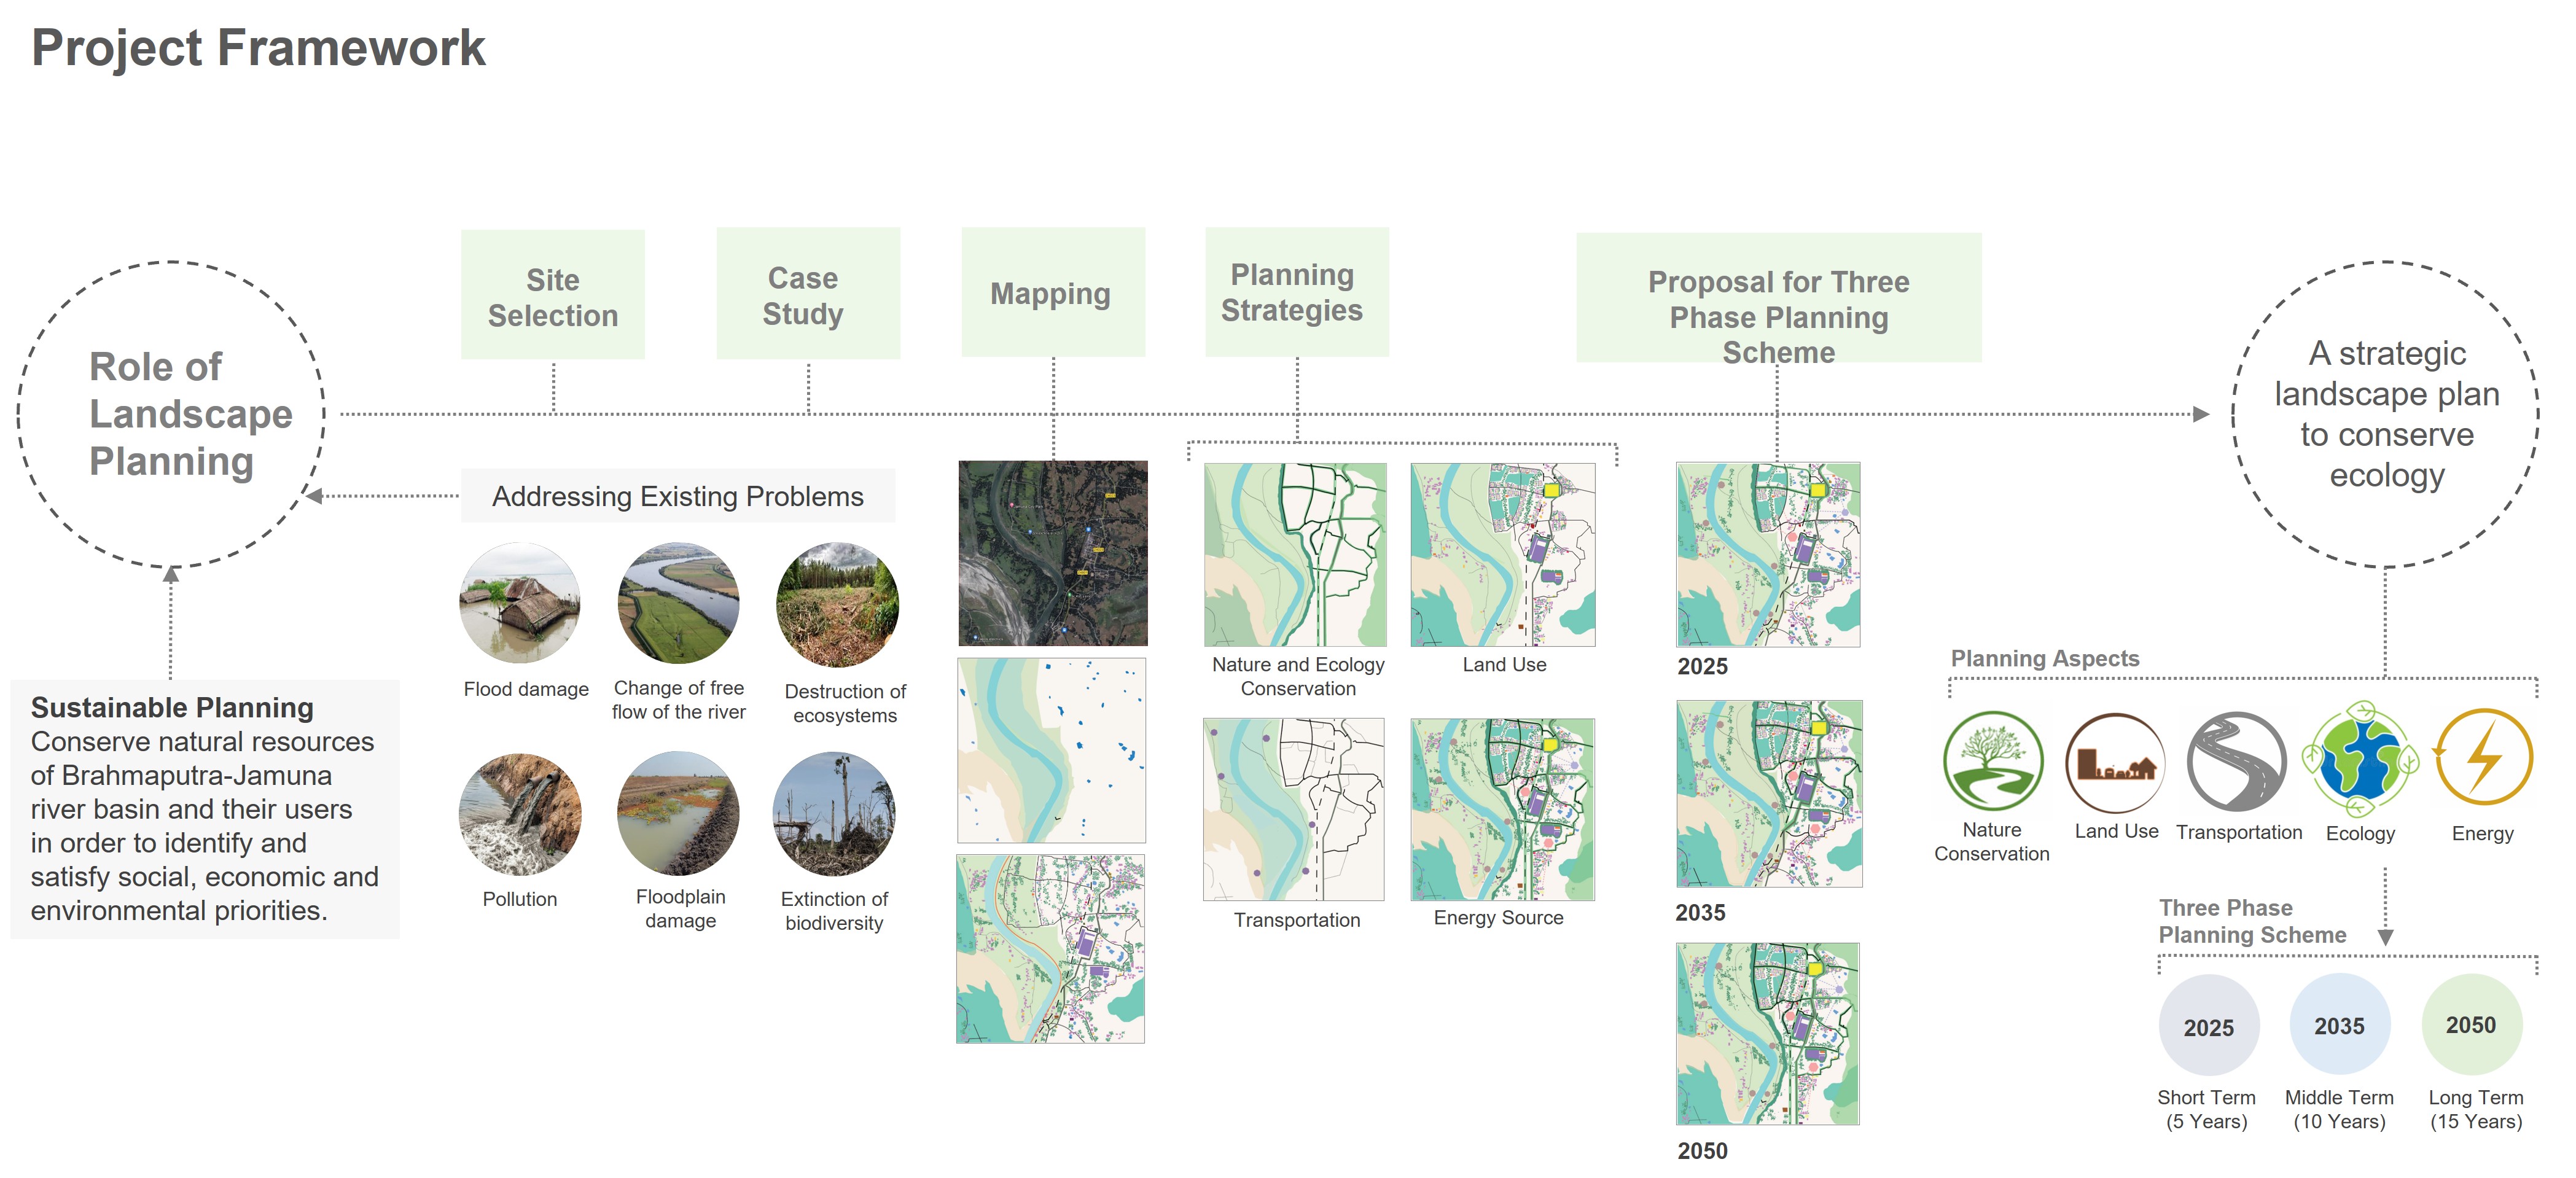 Project Framework
Site
Selection
Case
Study
Mapping
Planning
Strategies
Proposal for Three
Phase Planning
Scheme
Role of
Landscape
Planning
A strategic
landscape plan
to conserve
ecology
Addressing Existing Problems
Flood damage
Change of free
flow of the river
Destruction of
ecosystems
Pollution
Floodplain
damage
Extinction of
biodiversity
Sustainable Planning
Conserve natural resources
of Brahmaputra-Jamuna
river basin and their users
in order to identify and
satisfy social, economic and
environmental priorities.
Nature and Ecology
Conservation
Land Use
Transportation
Energy Source
2025
2035
2050
Planning Aspects
Nature
Conservation
Land Use
Transportation
Ecology
Energy
Three Phase
Planning Scheme
2025
2035
2050
Short Term
(5 Years)
Middle Term
(10 Years)
Long Term
(15 Years)